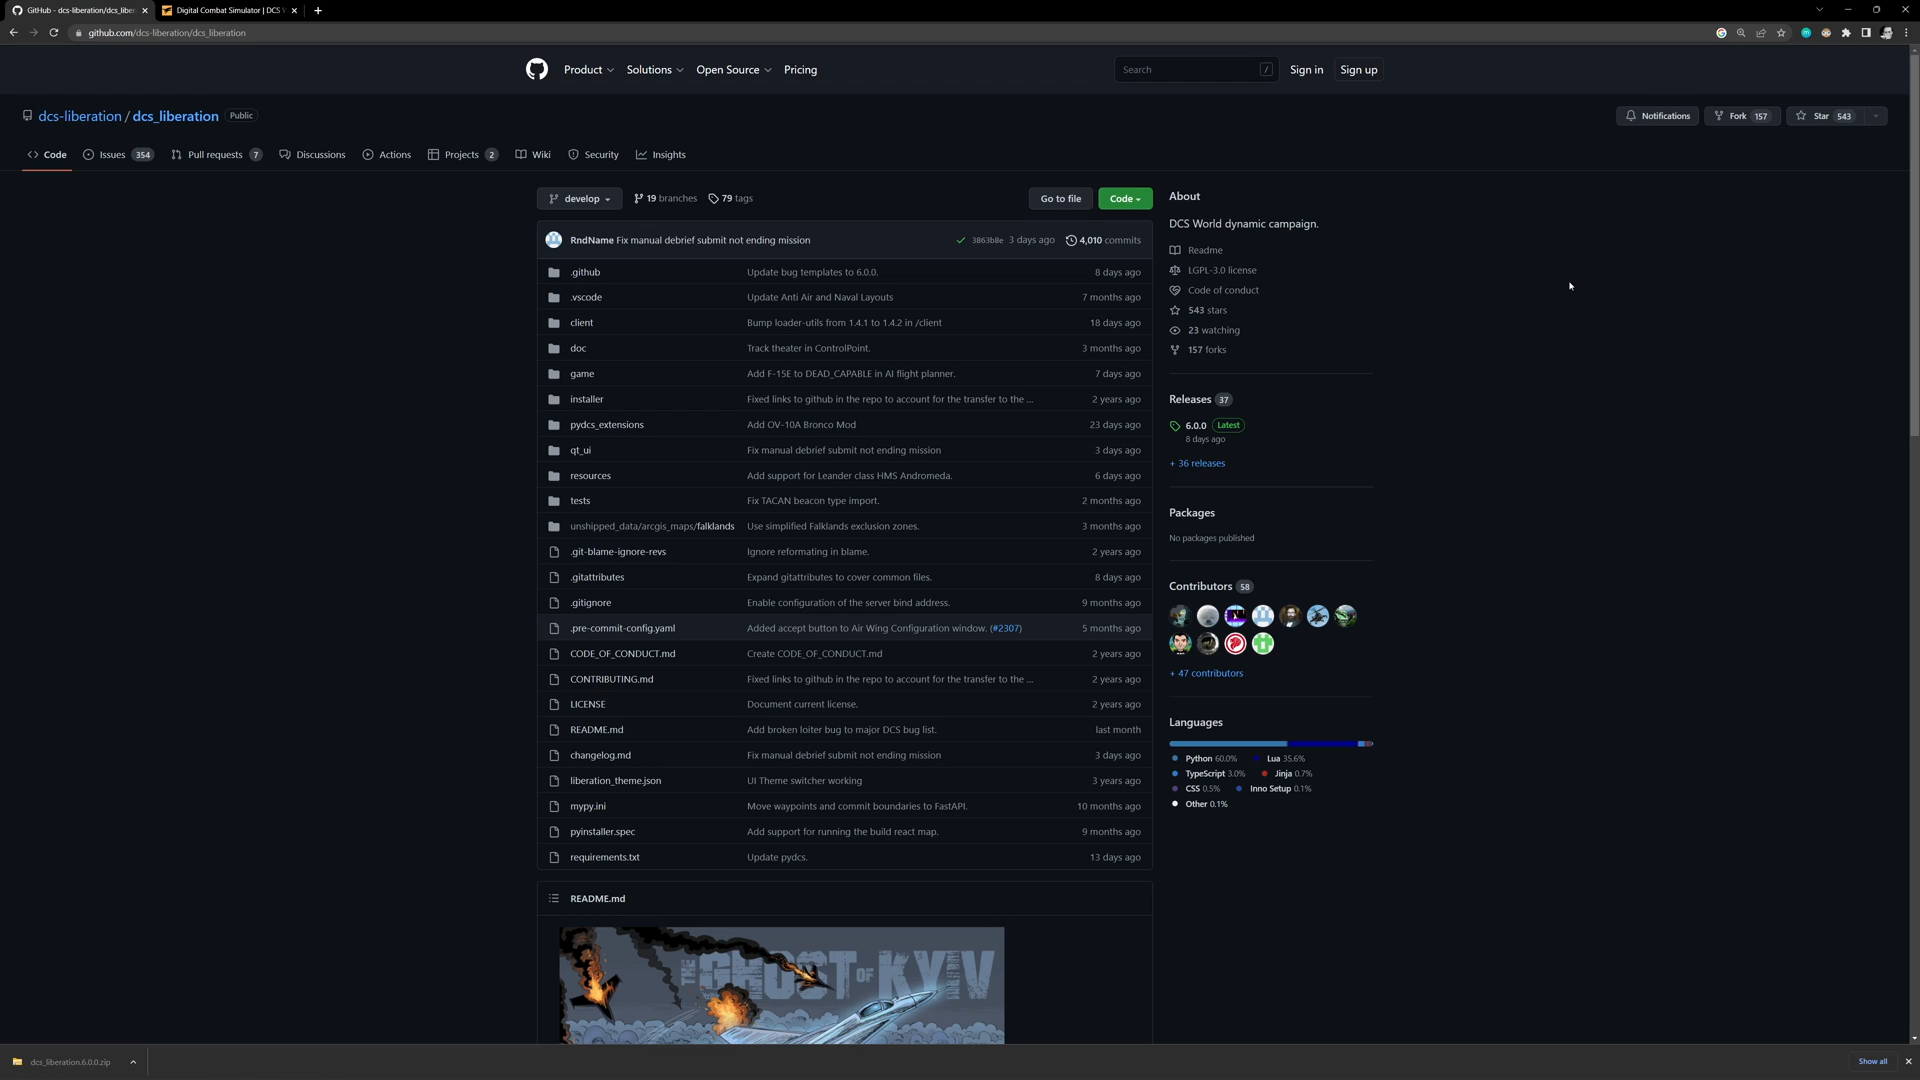 GitHub - dcs-liberation/dcs_liber
Digital Combat Simulator | DCS W
github.com/dcs-liberation/dcs_liberation
Product Solutions Open Source Pricing
Search /
Sign in Sign up
dcs-liberation / dcs_liberation Public
Notifications Fork 157 Star 543
Code Issues 354 Pull requests 7 Discussions Actions Projects 2 Wiki Security Insights
develop 19 branches 79 tags Go to file Code
RndName Fix manual debrief submit not ending mission 3863b8e 3 days ago 4,010 commits
.github Update bug templates to 6.0.0. 8 days ago
.vscode Update Anti Air and Naval Layouts 7 months ago
client Bump loader-utils from 1.4.1 to 1.4.2 in /client 18 days ago
doc Track theater in ControlPoint. 3 months ago
game Add F-15E to DEAD_CAPABLE in AI flight planner. 7 days ago
installer Fixed links to github in the repo to account for the transfer to the ... 2 years ago
pydcs_extensions Add OV-10A Bronco Mod 23 days ago
qt_ui Fix manual debrief submit not ending mission 3 days ago
resources Add support for Leander class HMS Andromeda. 6 days ago
tests Fix TACAN beacon type import. 2 months ago
unshipped_data/arcgis_maps/falklands Use simplified Falklands exclusion zones. 3 months ago
.git-blame-ignore-revs Ignore reformating in blame. 2 years ago
.gitattributes Expand gitattributes to cover common files. 8 days ago
.gitignore Enable configuration of the server bind address. 9 months ago
.pre-commit-config.yaml Added accept button to Air Wing Configuration window. (#2307) 5 months ago
CODE_OF_CONDUCT.md Create CODE_OF_CONDUCT.md 2 years ago
CONTRIBUTING.md Fixed links to github in the repo to account for the transfer to the ... 2 years ago
LICENSE Document current license. 2 years ago
README.md Add broken loiter bug to major DCS bug list. last month
changelog.md Fix manual debrief submit not ending mission 3 days ago
liberation_theme.json UI Theme switcher working 3 years ago
mypy.ini Move waypoints and commit boundaries to FastAPI. 10 months ago
pyinstaller.spec Add support for running the build react map. 9 months ago
requirements.txt Update pydcs. 13 days ago
README.md
THE GHOST OF KYIV
About
DCS World dynamic campaign.
Readme
LGPL-3.0 license
Code of conduct
543 stars
23 watching
157 forks
Releases 37
6.0.0 Latest
8 days ago
+ 36 releases
Packages
No packages published
Contributors 58
+ 47 contributors
Languages
Python 60.0% Lua 35.6%
TypeScript 3.0% Jinja 0.7%
CSS 0.5% Inno Setup 0.1%
Other 0.1%
dcs_liberation.6.0.0.zip
Show all